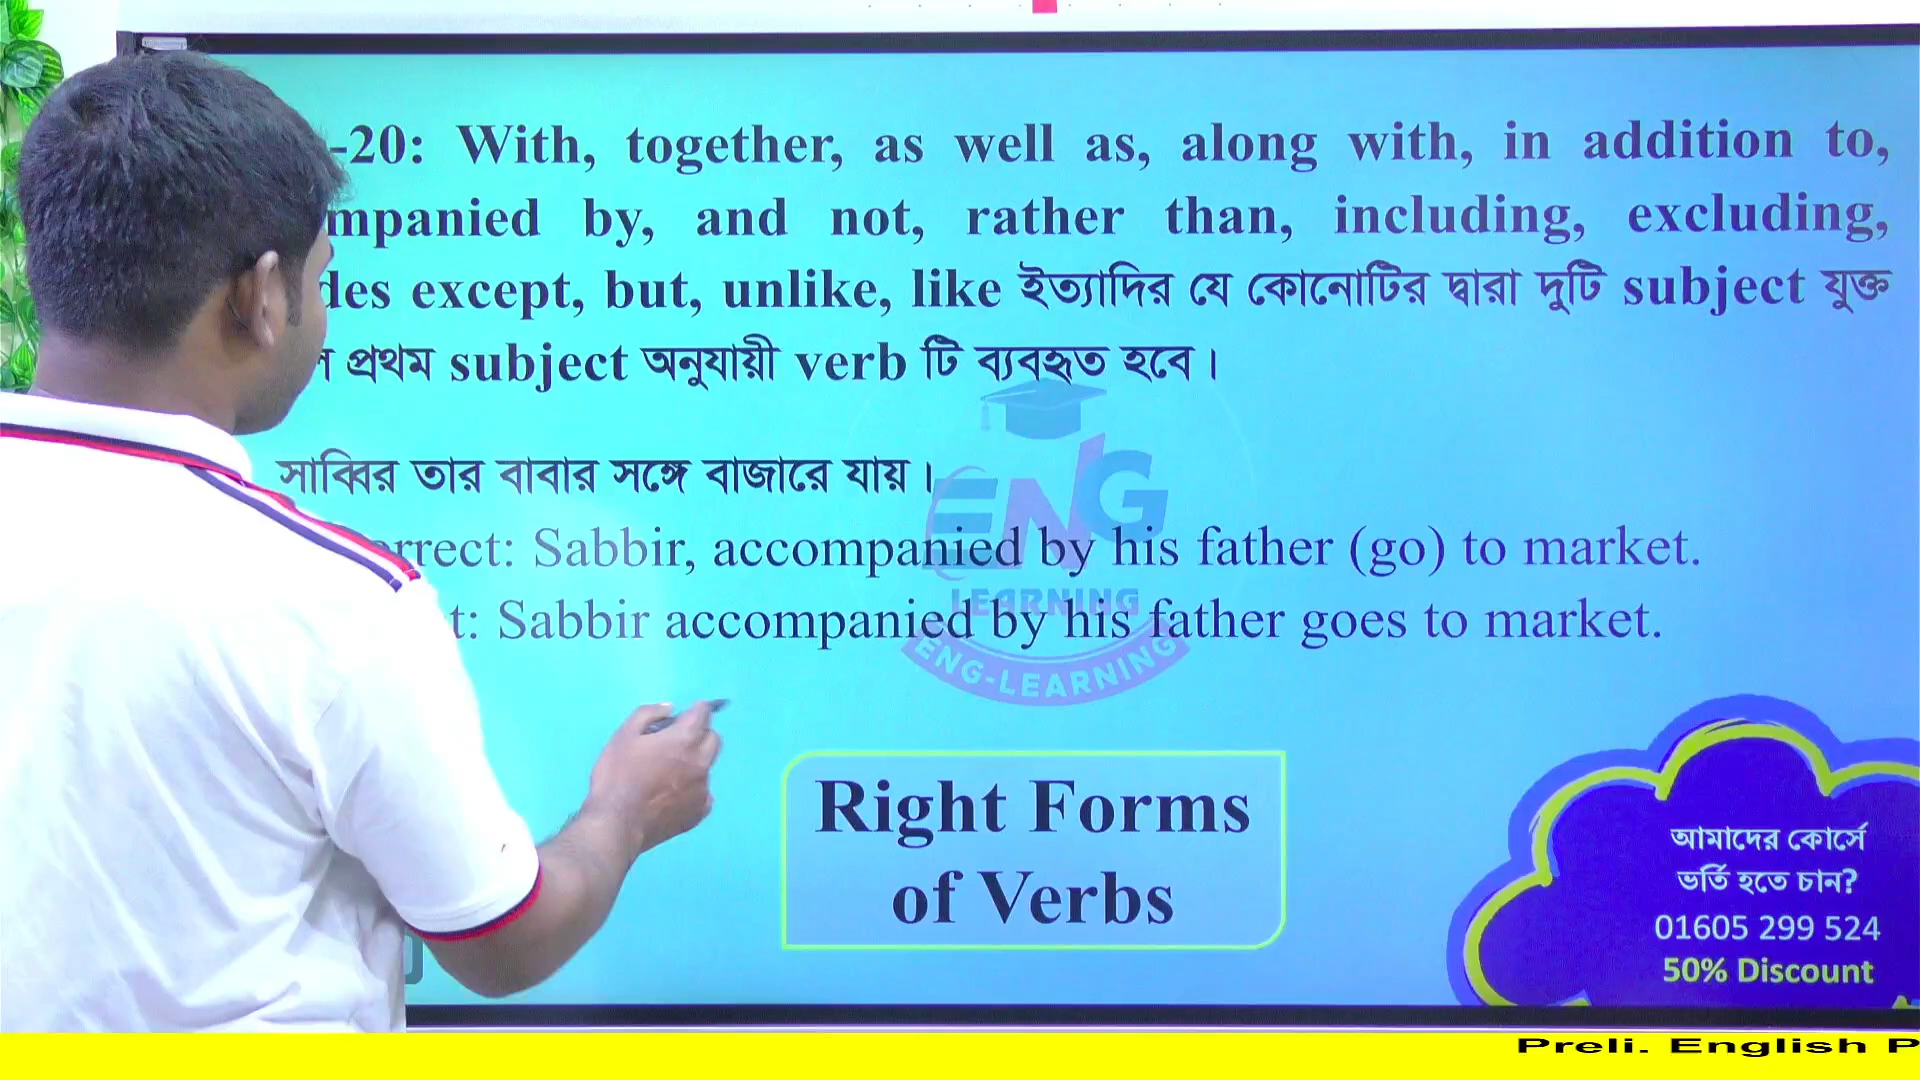 -20: With, together, as well as, along with, in addition to,
mpanied by, and not, rather than, including, excluding,
des except, but, unlike, like ইত্যাদির যে কোনোটির দ্বারা দুটি subject যুক্ত
প্রথম subject অনুযায়ী verb টি ব্যবহৃত হবে।
সাব্বির তার বাবার সঙ্গে বাজারে যায়।
rrect: Sabbir, accompanied by his father (go) to market.
t: Sabbir accompanied by his father goes to market.
ENG
LEARNING
ENG-LEARNING
Right Forms
of Verbs
আমাদের কোর্সে
ভর্তি হতে চান?
01605 299 524
50% Discount
Preli. English P